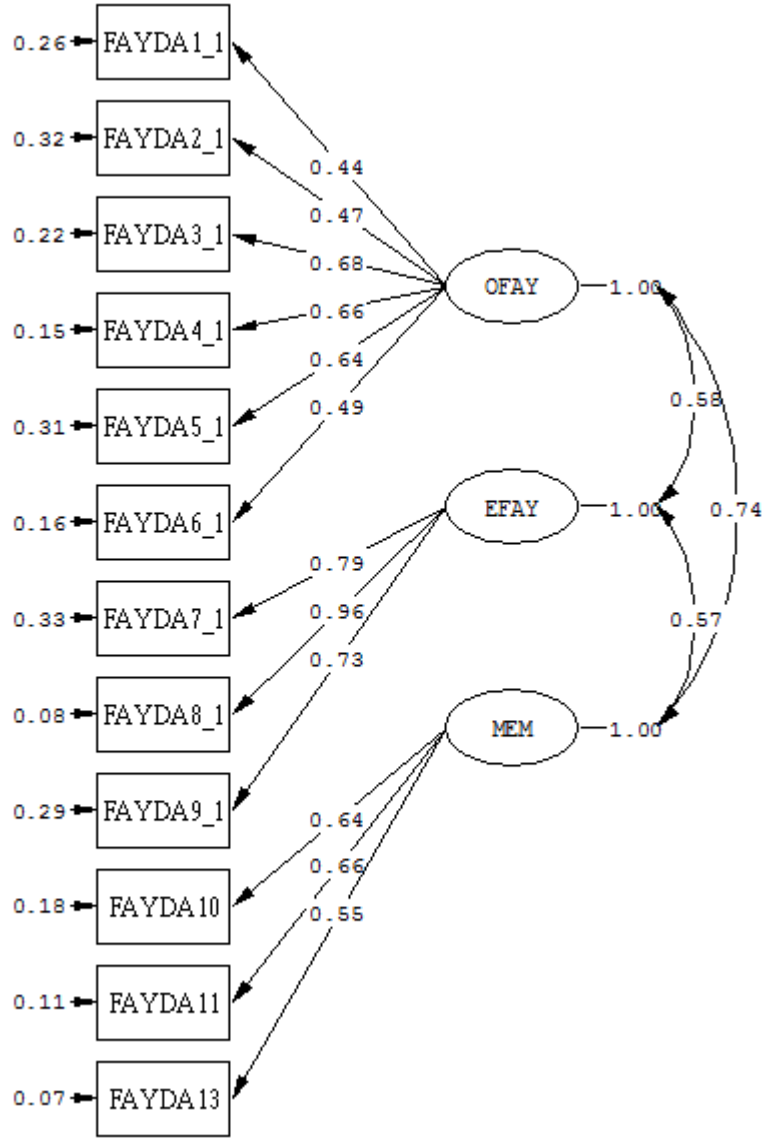 0.26 FAYDA1_1
0.32 FAYDA2_1
0.44
0.47
0.22 FAYDA3_1
0.68
OFAY 1.00
0.15 FAYDA4_1
0.66
0.64
0.58
0.31 FAYDA5_1
0.49
0.16 FAYDA6_1
EFAY 1.00
0.74
0.79
0.33 FAYDA7_1
0.96
0.57
0.73
0.08 FAYDA8_1
MEM 1.00
0.29 FAYDA9_1
0.64
0.66
0.18 FAYDA10
0.55
0.11 FAYDA11
0.07 FAYDA13